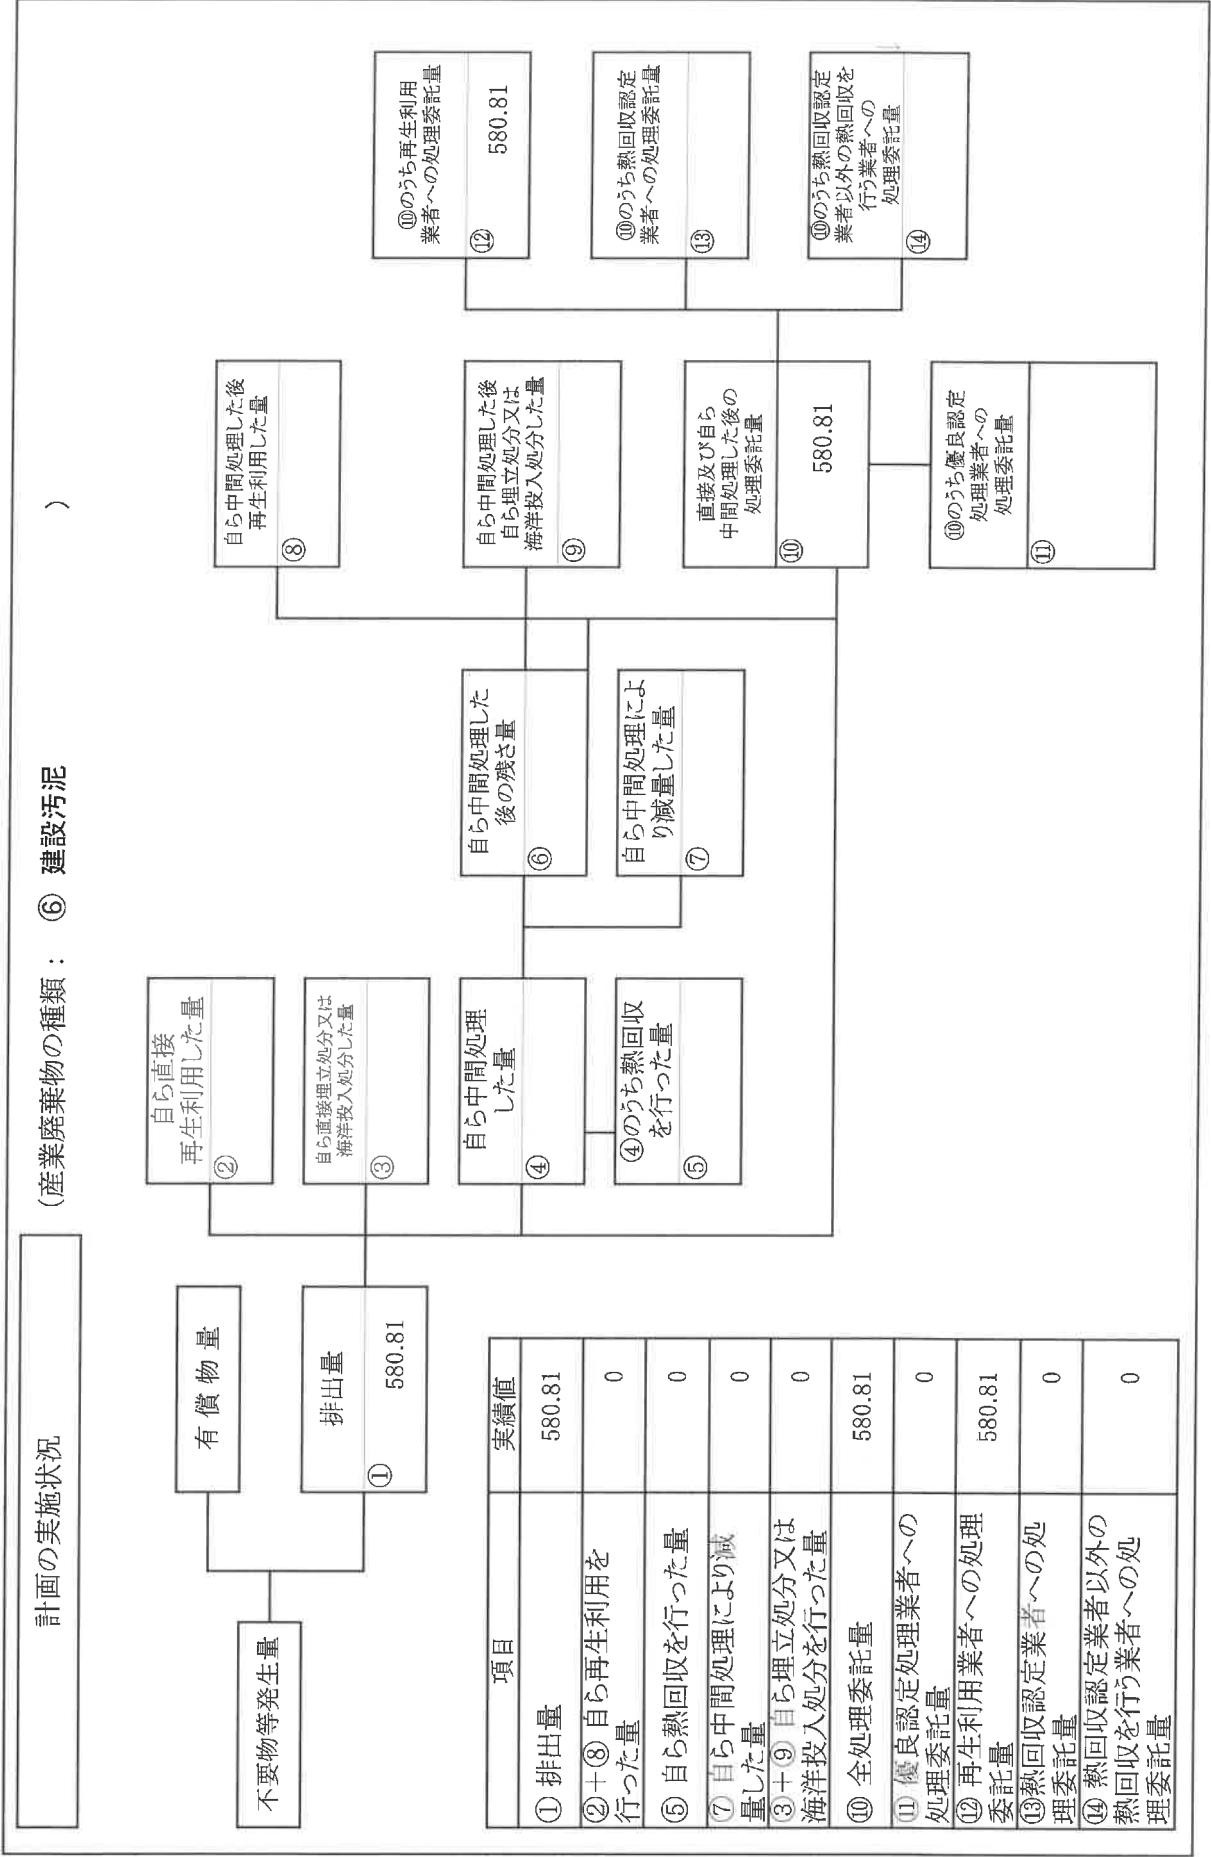 計画の実施状況
(産業廃棄物の種類： ⑥ 建設汚泥 )
不要物等発生量
有償物量
排出量
①
580.81
自ら直接
再生利用した量
②
自ら直接埋立処分又は
海洋投入処分した量
③
自ら中間処理
した量
④
④のうち熱回収
を行った量
⑤
自ら中間処理した
後の残さ量
⑥
自ら中間処理によ
り減量した量
⑦
自ら中間処理した後
再生利用した量
⑧
自ら中間処理した後
自ら埋立処分又は
海洋投入処分した量
⑨
直接及び自ら
中間処理した後の
処理委託量
⑩
580.81
⑩のうち優良認定
処理業者への
処理委託量
⑪
⑩のうち再生利用
業者への処理委託量
⑫
580.81
⑩のうち熱回収認定
業者への処理委託量
⑬
⑩のうち熱回収認定
業者以外の熱回収を
行う業者への
処理委託量
⑭
項目 実績値
① 排出量 580.81
②＋⑧ 自ら再生利用を
行った量 0
⑤ 自ら熱回収を行った量 0
⑦ 自ら中間処理により減
量した量 0
③＋⑨ 自ら埋立処分又は
海洋投入処分を行った量 0
⑩ 全処理委託量 580.81
⑪ 優良認定処理業者への
処理委託量 0
⑫ 再生利用業者への処理
委託量 580.81
⑬熱回収認定業者への処
理委託量 0
⑭ 熱回収認定業者以外の
熱回収を行う業者への処
理委託量 0